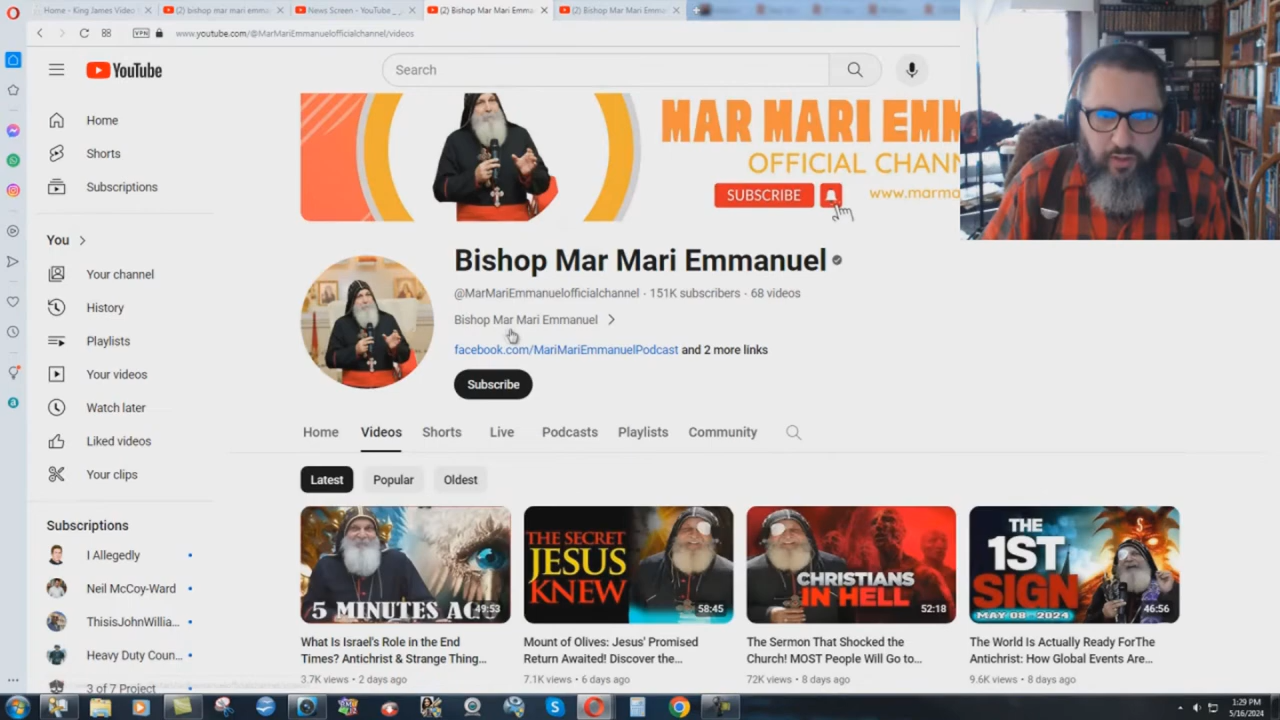 Home - King James Video
(2) bishop mar mari emma
News Screen - YouTube
(2) Bishop Mar Mari Emma
(2) Bishop Mar Mari Emma
VPN
www.youtube.com/@MarMariEmmanuelofficialchannel/videos
YouTube
Search
Home
Shorts
Subscriptions
You
Your channel
History
Playlists
Your videos
Watch later
Liked videos
Your clips
Subscriptions
I Allegedly
Neil McCoy-Ward
ThisisJohnWillia...
Heavy Duty Coun...
3 of 7 Project
MAR MARI EMM
OFFICIAL CHANN
SUBSCRIBE
www.marma
Bishop Mar Mari Emmanuel
@MarMariEmmanuelofficialchannel · 151K subscribers · 68 videos
Bishop Mar Mari Emmanuel
facebook.com/MariMariEmmanuelPodcast and 2 more links
Subscribe
Home Videos Shorts Live Podcasts Playlists Community
Latest Popular Oldest
5 MINUTES AG
49:53
What Is Israel's Role in the End
Times? Antichrist & Strange Thing...
3.7K views • 2 days ago
THE SECRET
JESUS
KNEW
58:45
Mount of Olives: Jesus' Promised
Return Awaited! Discover the...
7.1K views • 6 days ago
CHRISTIANS
IN HELL
52:18
The Sermon That Shocked the
Church! MOST People Will Go to...
72K views • 8 days ago
THE
1ST
SIGN
MAY 08TH 2024
46:56
The World Is Actually Ready ForThe
Antichrist: How Global Events Are...
9.6K views • 8 days ago
1:29 PM
5/16/2024